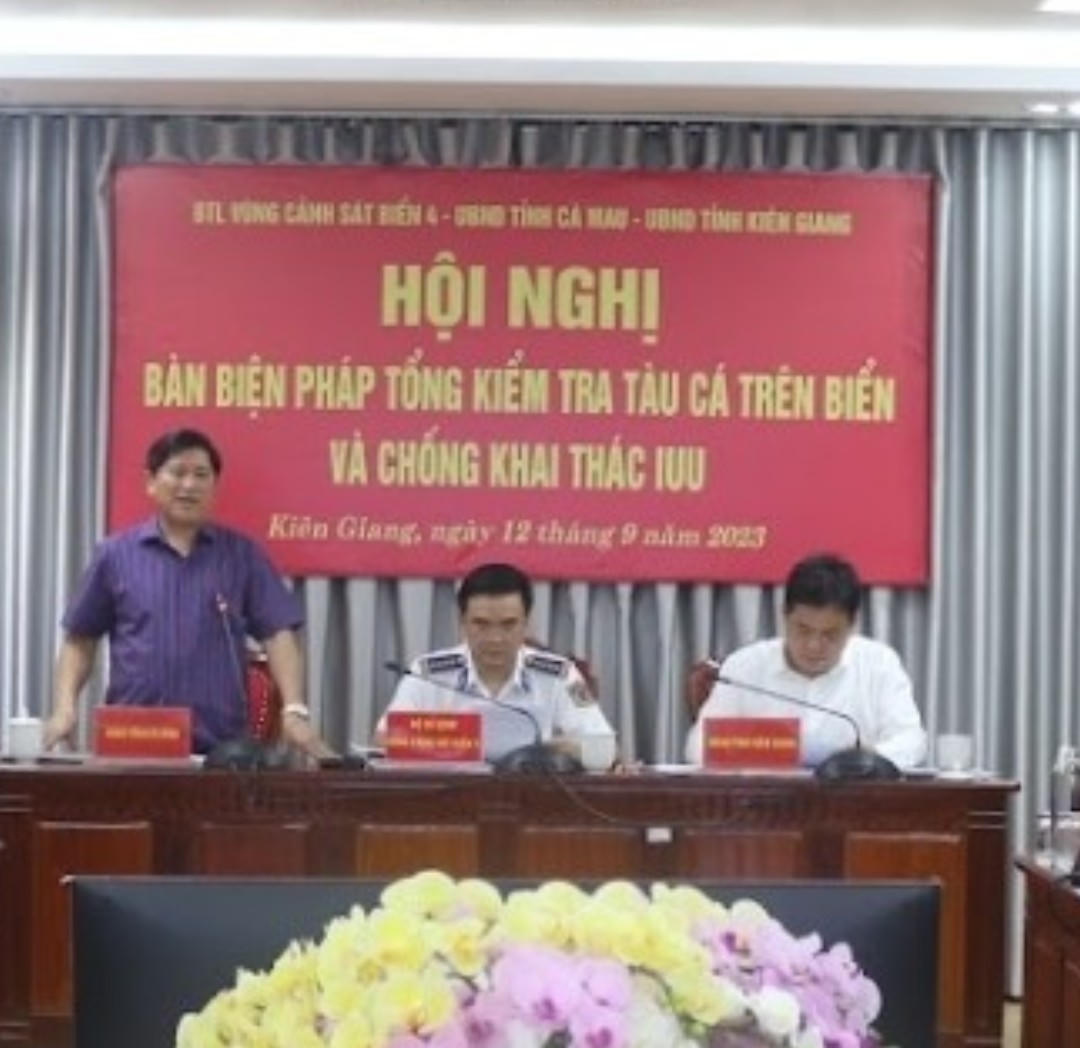 BTL VÙNG CẢNH SÁT BIỂN 4 - UBND TỈNH CÀ MAU - UBND TỈNH KIÊN GIANG
HỘI NGHỊ
BÀN BIỆN PHÁP TỔNG KIỂM TRA TÀU CÁ TRÊN BIỂN
VÀ CHỐNG KHAI THÁC IUU
Kiên Giang, ngày 12 tháng 9 năm 2023